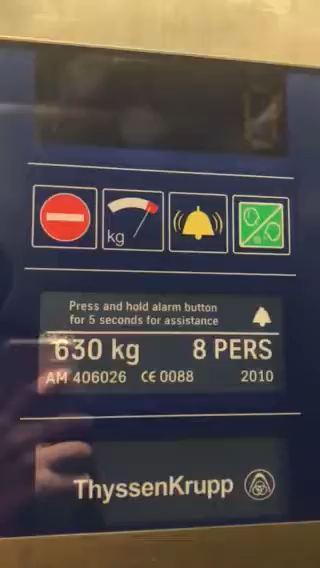 kg
Press and hold alarm button
for 5 seconds for assistance
630 kg 8 PERS
AM 406026 CE 0088 2010
ThyssenKrupp